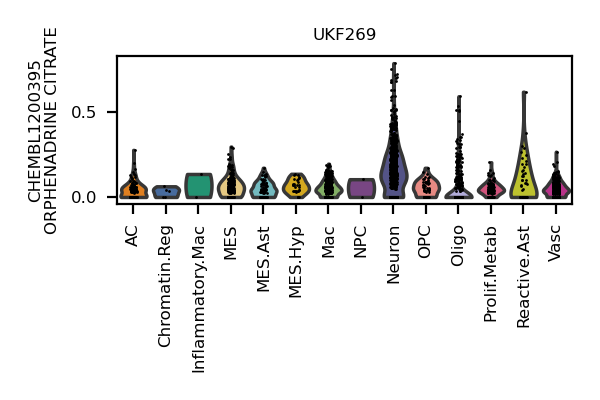 UKF269
CHEMBL1200395
ORPHENADRINE CITRATE
0.5
0.0
AC
Chromatin.Reg
Inflammatory.Mac
MES
MES.Ast
MES.Hyp
Mac
NPC
Neuron
OPC
Oligo
Prolif.Metab
Reactive.Ast
Vasc